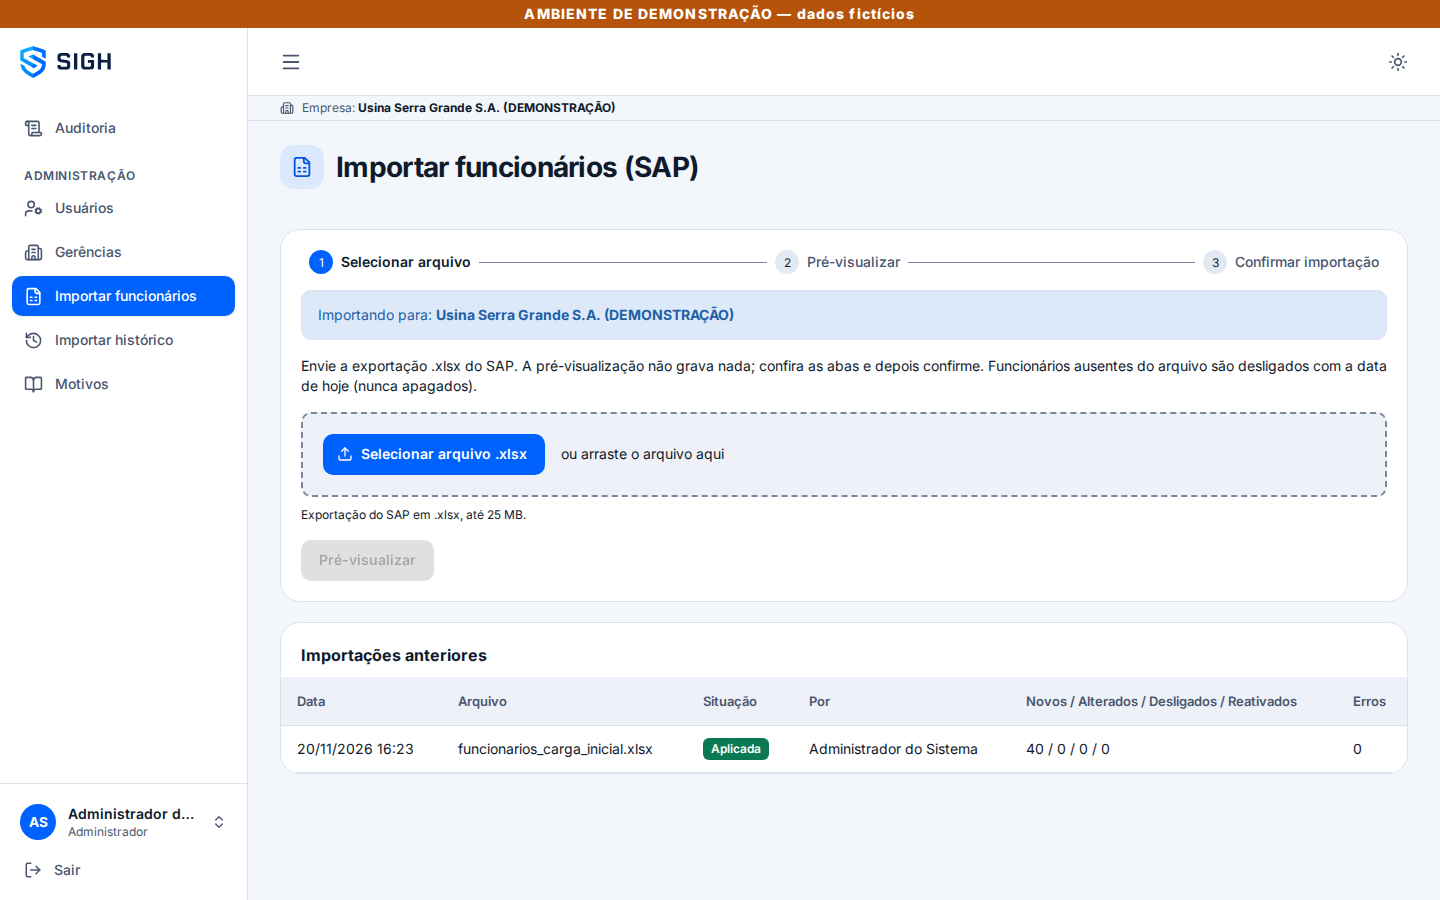 AMBIENTE DE DEMONSTRAÇÃO — dados fictícios
SIGH
Auditoria
ADMINISTRAÇÃO
Usuários
Gerências
Importar funcionários
Importar histórico
Motivos
AS
Administrador d...
Administrador
Sair
Empresa: Usina Serra Grande S.A. (DEMONSTRAÇÃO)
Importar funcionários (SAP)
1 Selecionar arquivo 2 Pré-visualizar 3 Confirmar importação
Importando para: Usina Serra Grande S.A. (DEMONSTRAÇÃO)
Envie a exportação .xlsx do SAP. A pré-visualização não grava nada; confira as abas e depois confirme. Funcionários ausentes do arquivo são desligados com a data
de hoje (nunca apagados).
Selecionar arquivo .xlsx ou arraste o arquivo aqui
Exportação do SAP em .xlsx, até 25 MB.
Pré-visualizar
Importações anteriores
Data Arquivo Situação Por Novos / Alterados / Desligados / Reativados Erros
20/11/2026 16:23 funcionarios_carga_inicial.xlsx Aplicada Administrador do Sistema 40 / 0 / 0 / 0 0